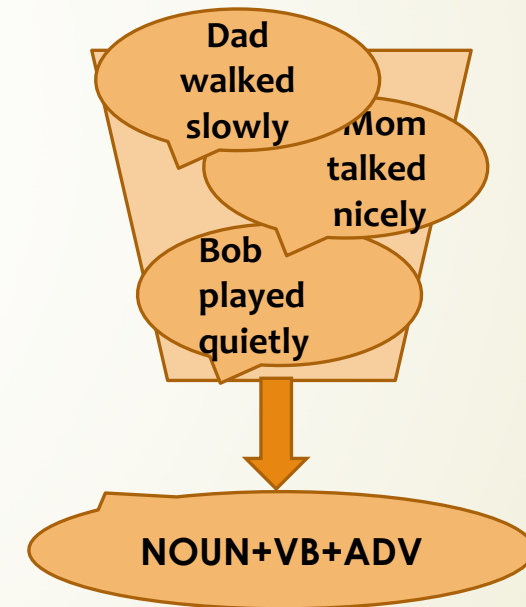 Dad
walked
slowly
Mom
talked
nicely
Bob
played
quietly
NOUN+VB+ADV